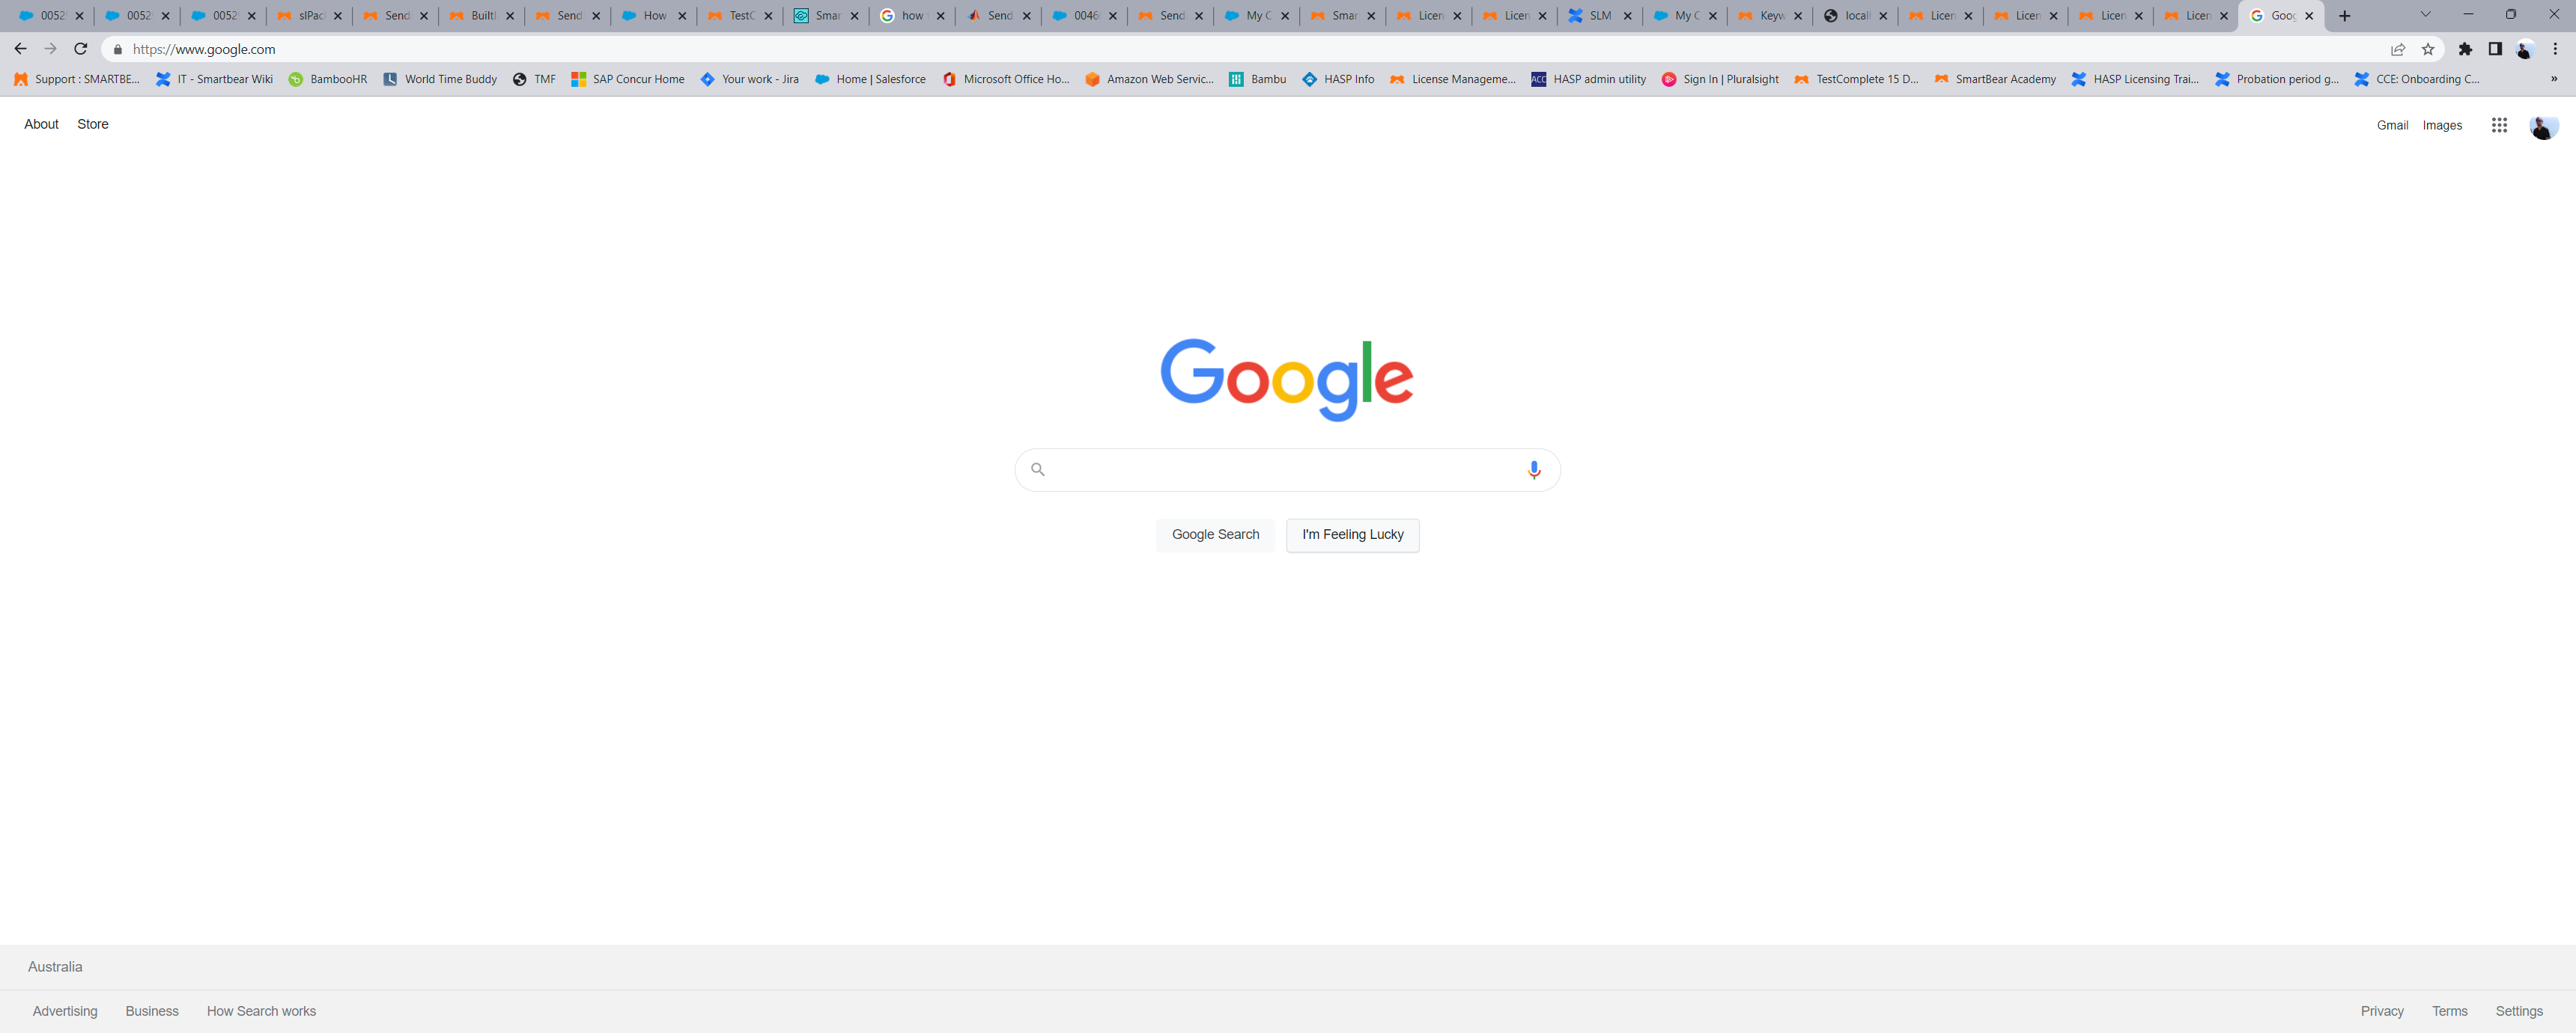 0052 0052 0052 slPac Send Built Send How TestC Smar how Send 0046 Send My C Smar Licen Licen SLM My C Keyw locali Licen Licen Licen Licen Goog
https://www.google.com
Support : SMARTBE... IT - Smartbear Wiki BambooHR World Time Buddy TMF SAP Concur Home Your work - Jira Home | Salesforce Microsoft Office Ho... Amazon Web Servic... Bambu HASP Info License Manageme... ACC HASP admin utility Sign In | Pluralsight TestComplete 15 D... SmartBear Academy HASP Licensing Trai... Probation period g... CCE: Onboarding C... »
About Store Gmail Images
Google
Google Search I'm Feeling Lucky
Australia
Advertising Business How Search works Privacy Terms Settings